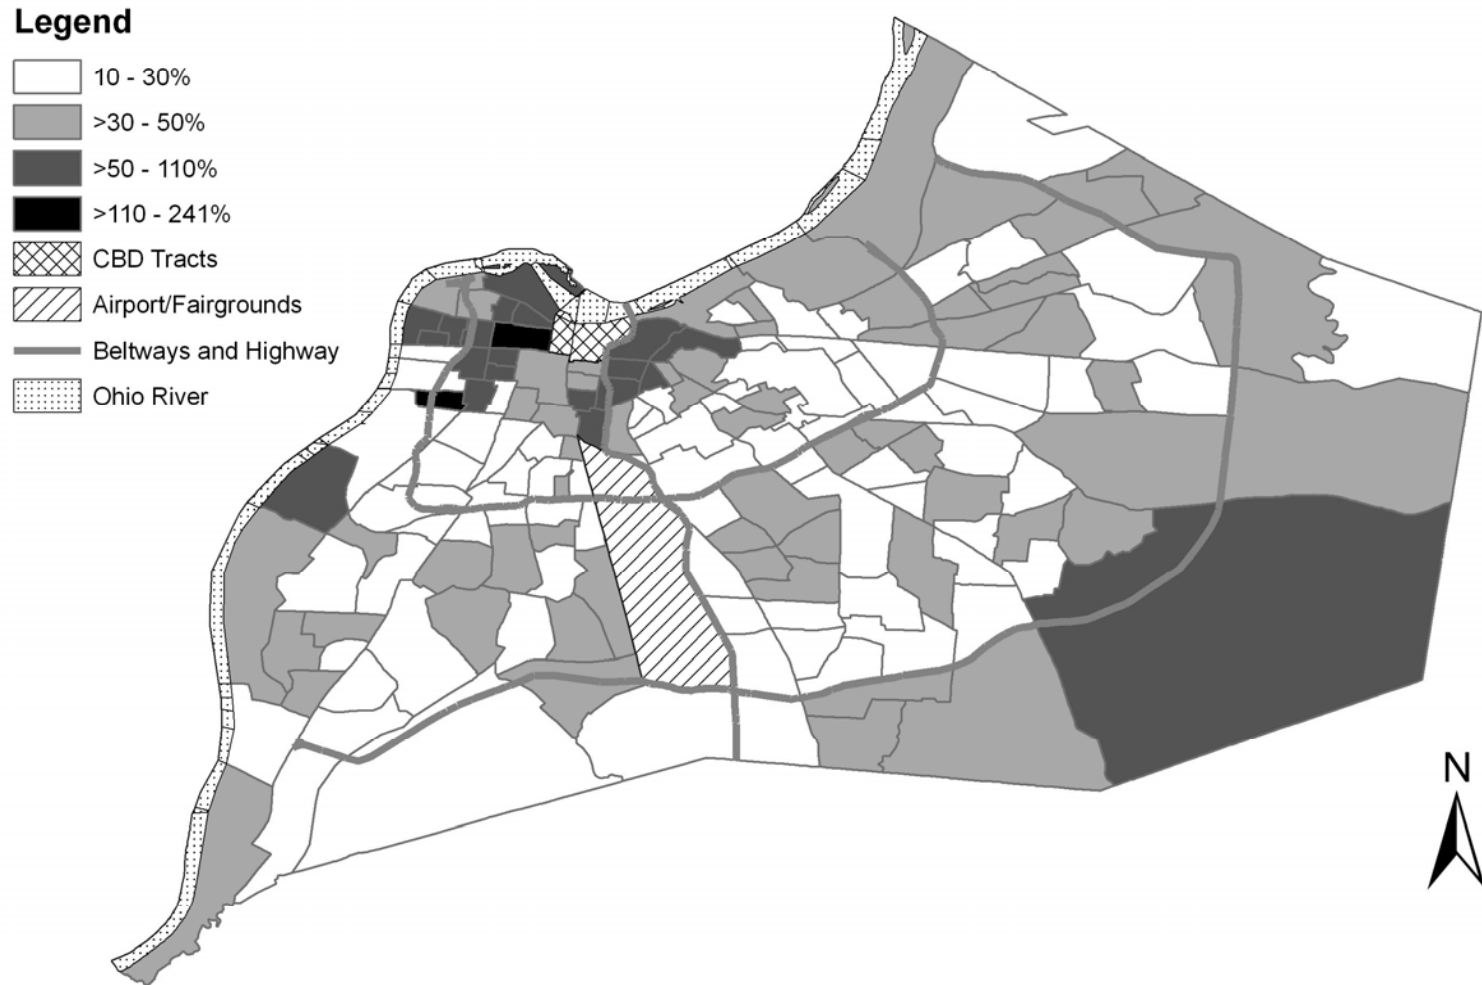 Legend
10 - 30%
>30 - 50%
>50 - 110%
>110 - 241%
CBD Tracts
Airport/Fairgrounds
Beltways and Highway
Ohio River
N